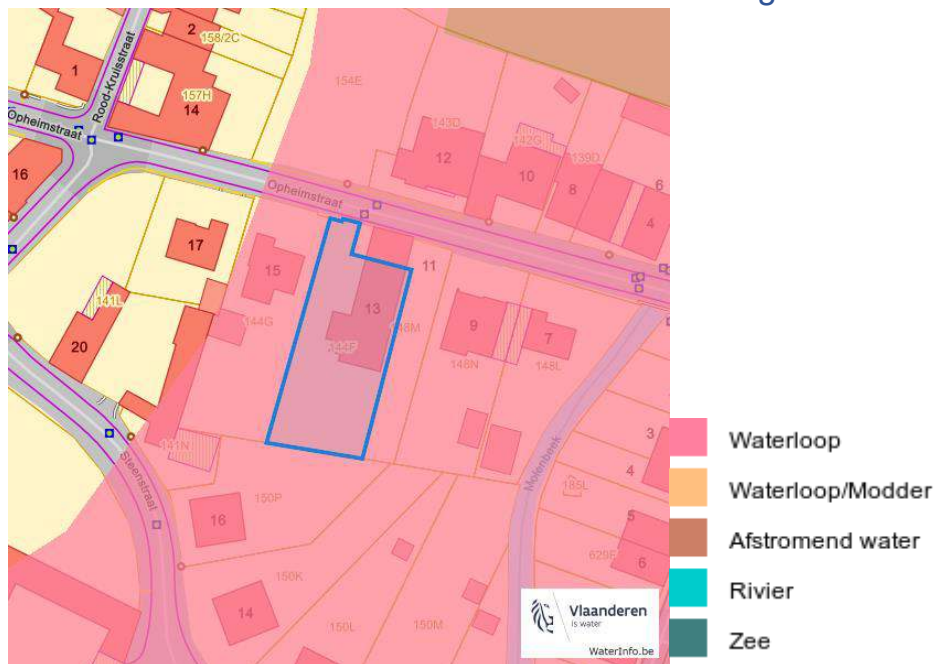 g
2
158/2C
1
Rood-Kruisstraat
157H
14
154E
Opheimstraat
143D
142G
12
139D
16
10
8
6
Opheimstraat
4
17
15
11
141L
13
144G
148M
9
7
20
144F
148N
148L
Molenbeek
3
141N
4
Steenstraat
150P
185L
16
5
629E
6
150K
14
150L
150M
Vlaanderen
is water
WaterInfo.be
Waterloop
Waterloop/Modder
Afstromend water
Rivier
Zee